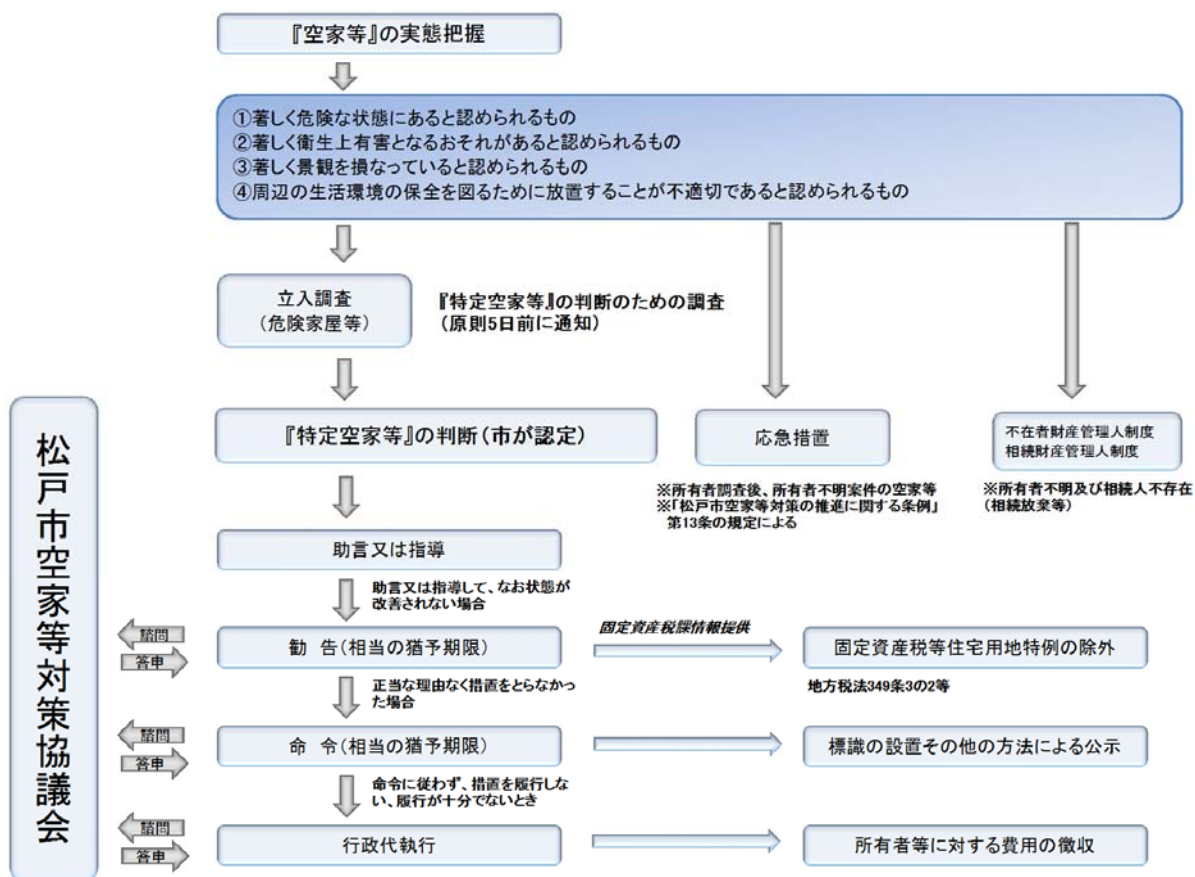 『空家等』の実態把握
①著しく危険な状態にあると認められるもの
②著しく衛生上有害となるおそれがあると認められるもの
③著しく景観を損なっていると認められるもの
④周辺の生活環境の保全を図るために放置することが不適切であると認められるもの
立入調査
(危険家屋等)
『特定空家等』の判断のための調査
(原則5日前に通知)
『特定空家等』の判断(市が認定)
応急措置
※所有者調査後、所有者不明案件の空家等
※「松戸市空家等対策の推進に関する条例」
第13条の規定による
不在者財産管理人制度
相続財産管理人制度
※所有者不明及び相続人不存在
(相続放棄等)
松戸市空家等対策協議会
助言又は指導
助言又は指導して、なお状態が
改善されない場合
諮問
答申
勧 告(相当の猶予期限)
固定資産税課情報提供
固定資産税等住宅用地特例の除外
地方税法349条3の2等
正当な理由なく措置をとらなかっ
た場合
諮問
答申
命 令(相当の猶予期限)
標識の設置その他の方法による公示
命令に従わず、措置を履行しな
い、履行が十分でないとき
諮問
答申
行政代執行
所有者等に対する費用の徴収